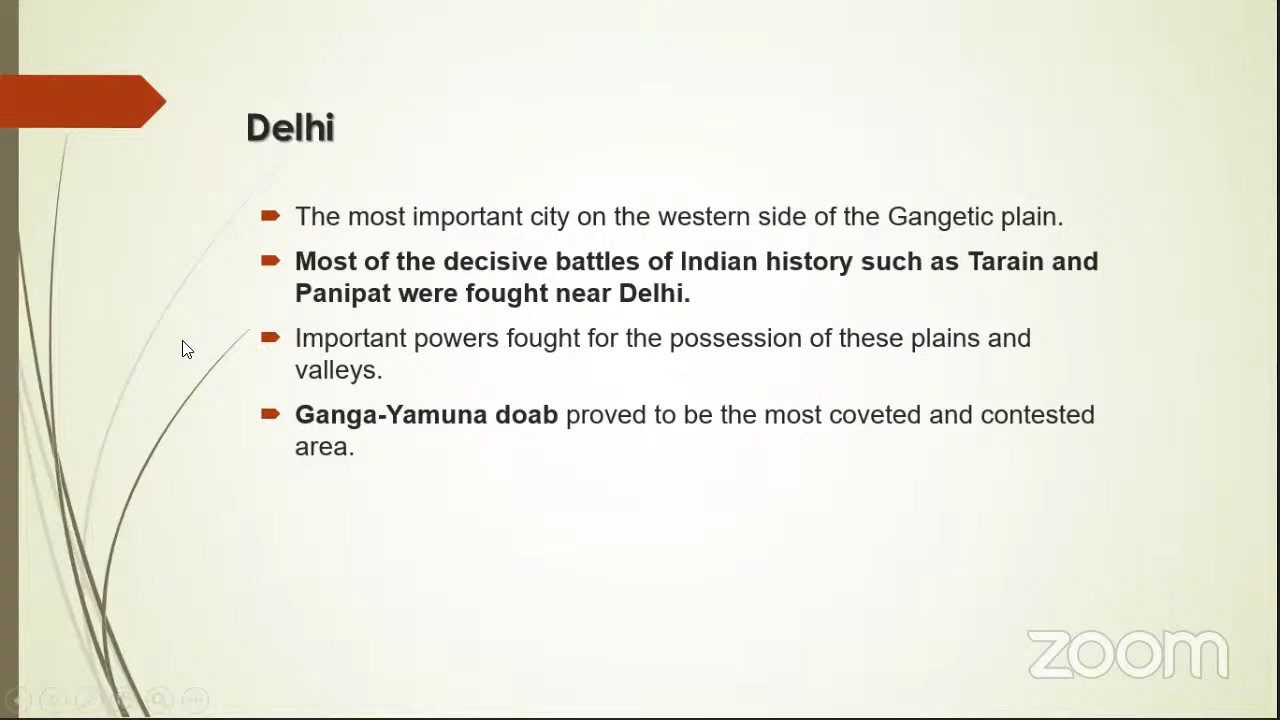 Delhi
The most important city on the western side of the Gangetic plain.
Most of the decisive battles of Indian history such as Tarain and
Panipat were fought near Delhi.
Important powers fought for the possession of these plains and
valleys.
Ganga-Yamuna doab proved to be the most coveted and contested
area.
zoom